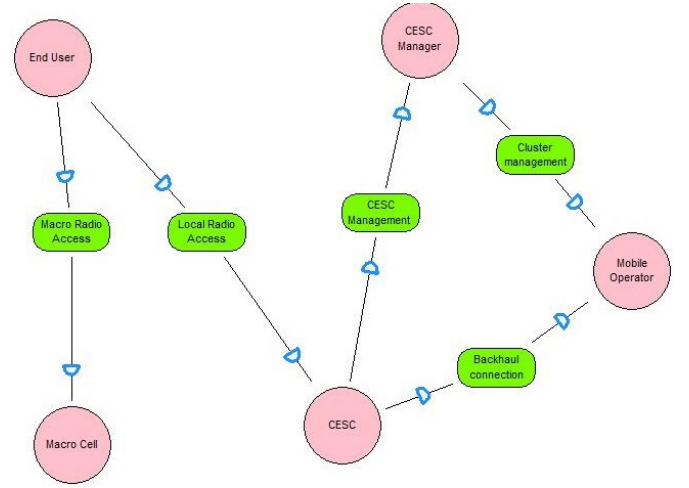 End User
CESC
Manager
Cluster
management
CESC
Management
Macro Radio
Access
Local Radio
Access
Mobile
Operator
Backhaul
connection
CESC
Macro Cell